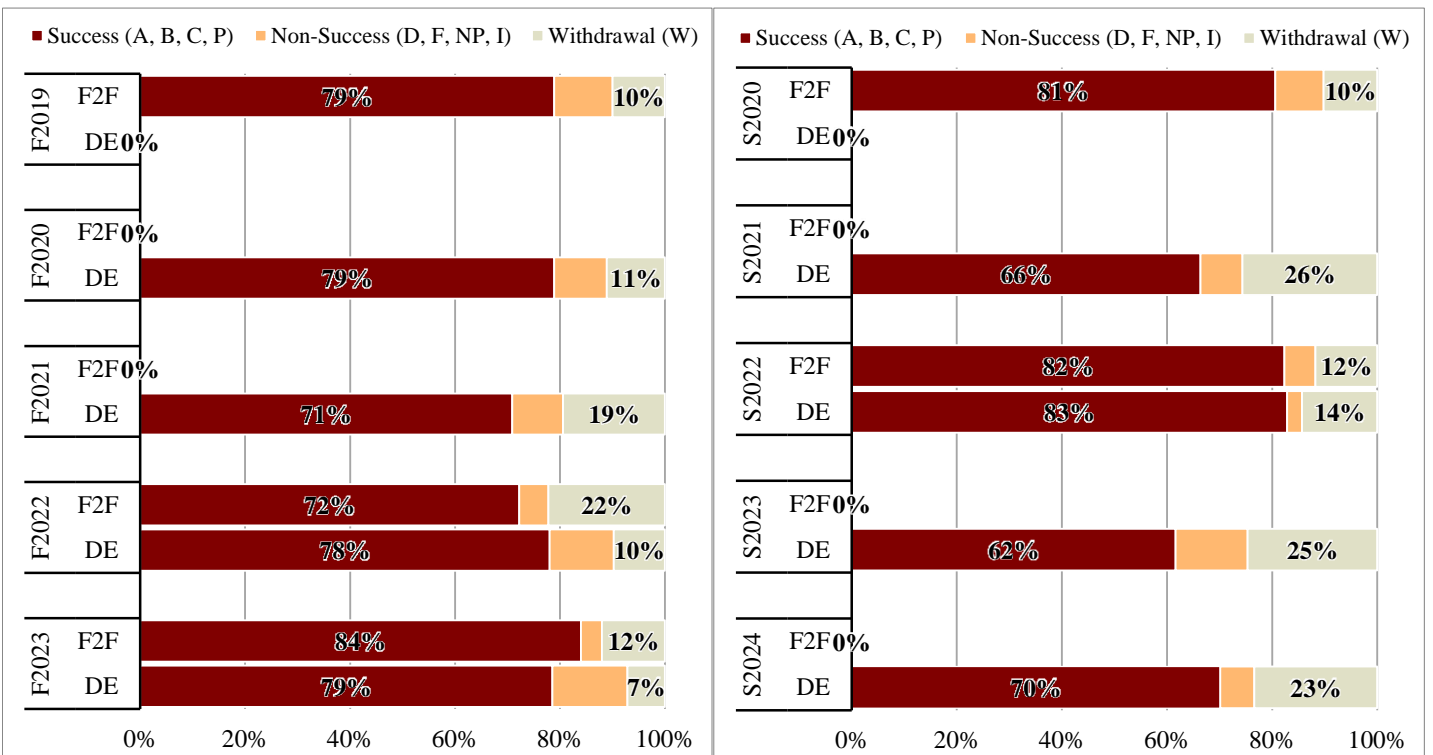 Success (A, B, C, P) Non-Success (D, F, NP, I) Withdrawal (W)
F2019
F2F 79% 10%
DE 0%
F2020
F2F 0%
DE 79% 11%
F2021
F2F 0%
DE 71% 19%
F2022
F2F 72% 22%
DE 78% 10%
F2023
F2F 84% 12%
DE 79% 7%
0% 20% 40% 60% 80% 100%
Success (A, B, C, P) Non-Success (D, F, NP, I) Withdrawal (W)
S2020
F2F 81% 10%
DE 0%
S2021
F2F 0%
DE 66% 26%
S2022
F2F 82% 12%
DE 83% 14%
S2023
F2F 0%
DE 62% 25%
S2024
F2F 0%
DE 70% 23%
0% 20% 40% 60% 80% 100%